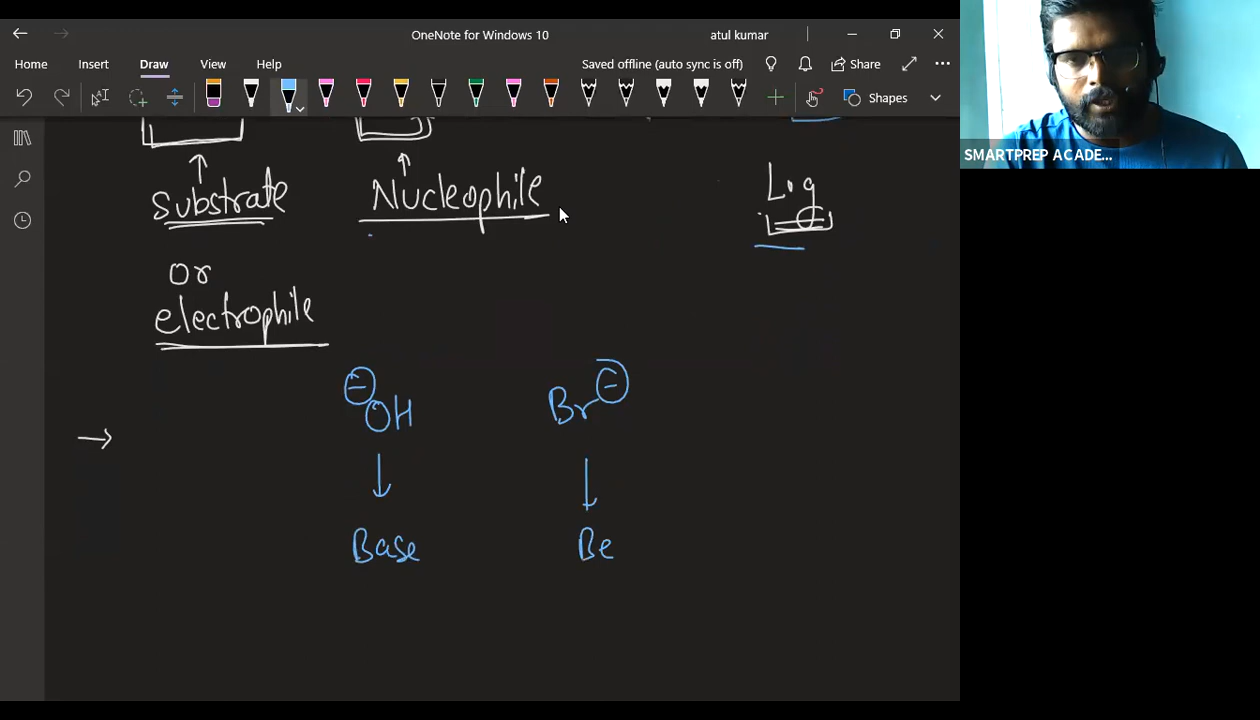 OneNote for Windows 10
atul kumar
Home Insert Draw View Help
Saved offline (auto sync is off)
Share
Shapes
SMARTPREP ACADE...
Substrate
Nucleophile
or
electrophile
⊖OH
Br⊖
→
Base
Be